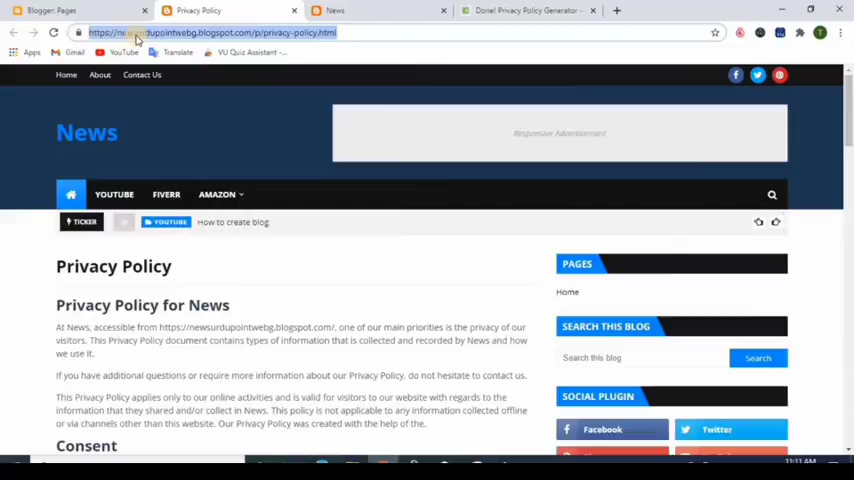 Blogger: Pages
Privacy Policy
News
Done! Privacy Policy Generator -
https://newsurdupointwebg.blogspot.com/p/privacy-policy.html
Apps Gmail YouTube Translate VU Quiz Assistant -...
Home About Contact Us
News
Responsive Advertisement
YOUTUBE FIVERR AMAZON
TICKER YOUTUBE How to create blog
Privacy Policy
Privacy Policy for News
At News, accessible from https://newsurdupointwebg.blogspot.com/, one of our main priorities is the privacy of our
visitors. This Privacy Policy document contains types of information that is collected and recorded by News and how
we use it.
If you have additional questions or require more information about our Privacy Policy, do not hesitate to contact us.
This Privacy Policy applies only to our online activities and is valid for visitors to our website with regards to the
information that they shared and/or collect in News. This policy is not applicable to any information collected offline
or via channels other than this website. Our Privacy Policy was created with the help of the.
Consent
PAGES
Home
SEARCH THIS BLOG
Search this blog Search
SOCIAL PLUGIN
Facebook Twitter
11:11 AM